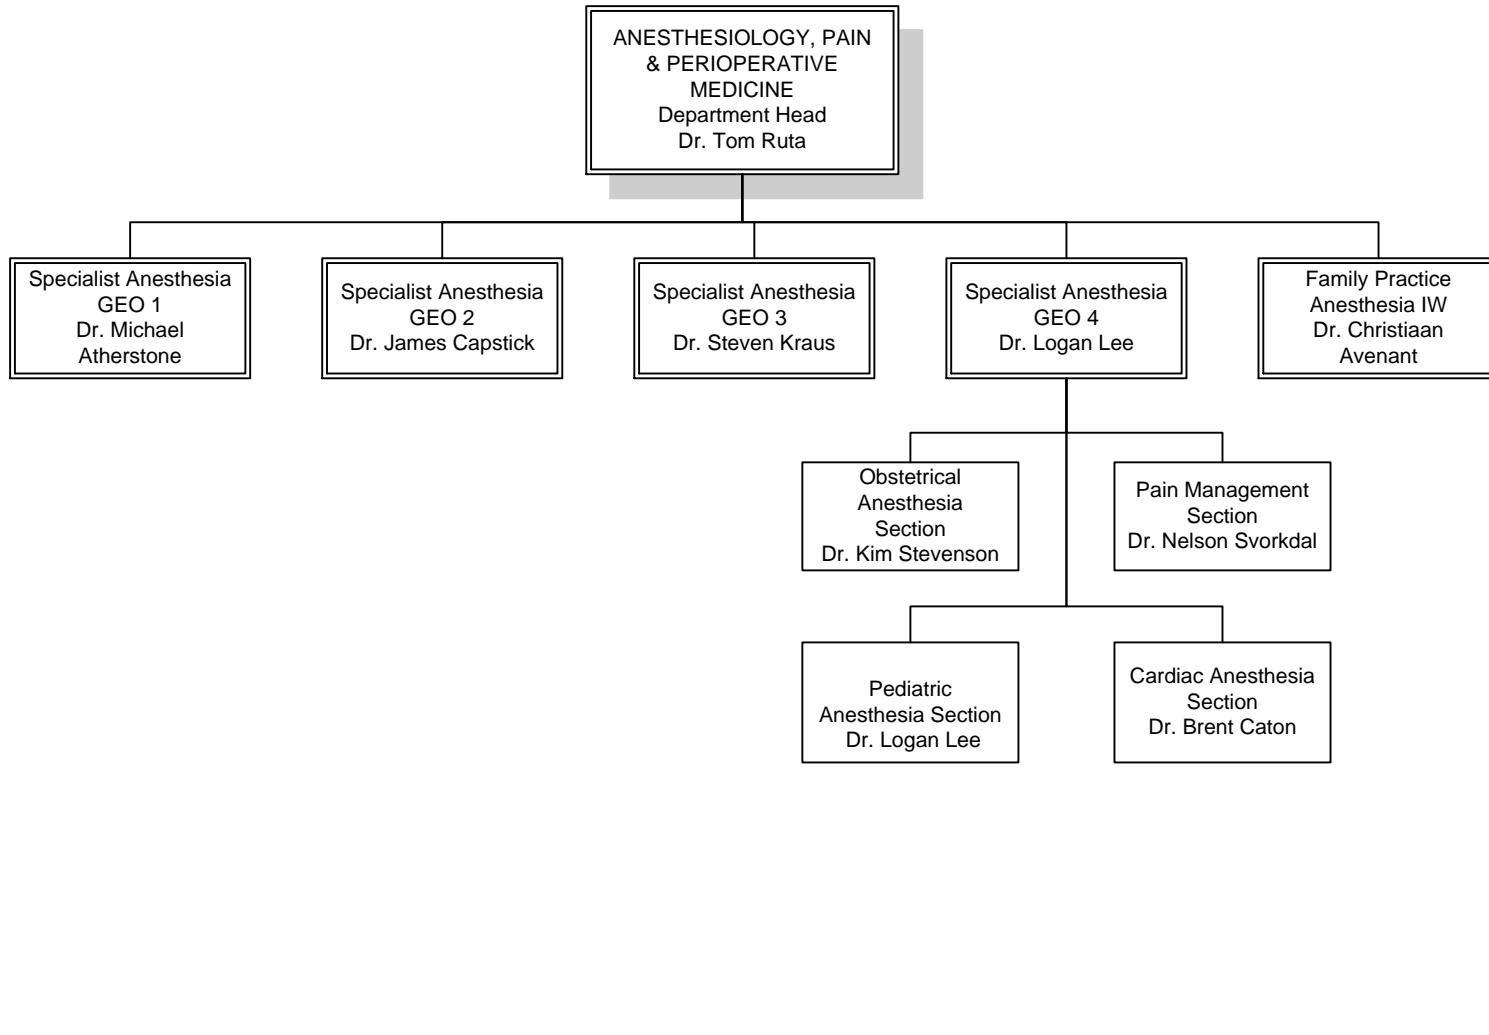 ANESTHESIOLOGY, PAIN
& PERIOPERATIVE
MEDICINE
Department Head
Dr. Tom Ruta
Specialist Anesthesia
GEO 1
Dr. Michael
Atherstone
Specialist Anesthesia
GEO 2
Dr. James Capstick
Specialist Anesthesia
GEO 3
Dr. Steven Kraus
Specialist Anesthesia
GEO 4
Dr. Logan Lee
Family Practice
Anesthesia IW
Dr. Christiaan
Avenant
Obstetrical
Anesthesia
Section
Dr. Kim Stevenson
Pain Management
Section
Dr. Nelson Svorkdal
Pediatric
Anesthesia Section
Dr. Logan Lee
Cardiac Anesthesia
Section
Dr. Brent Caton